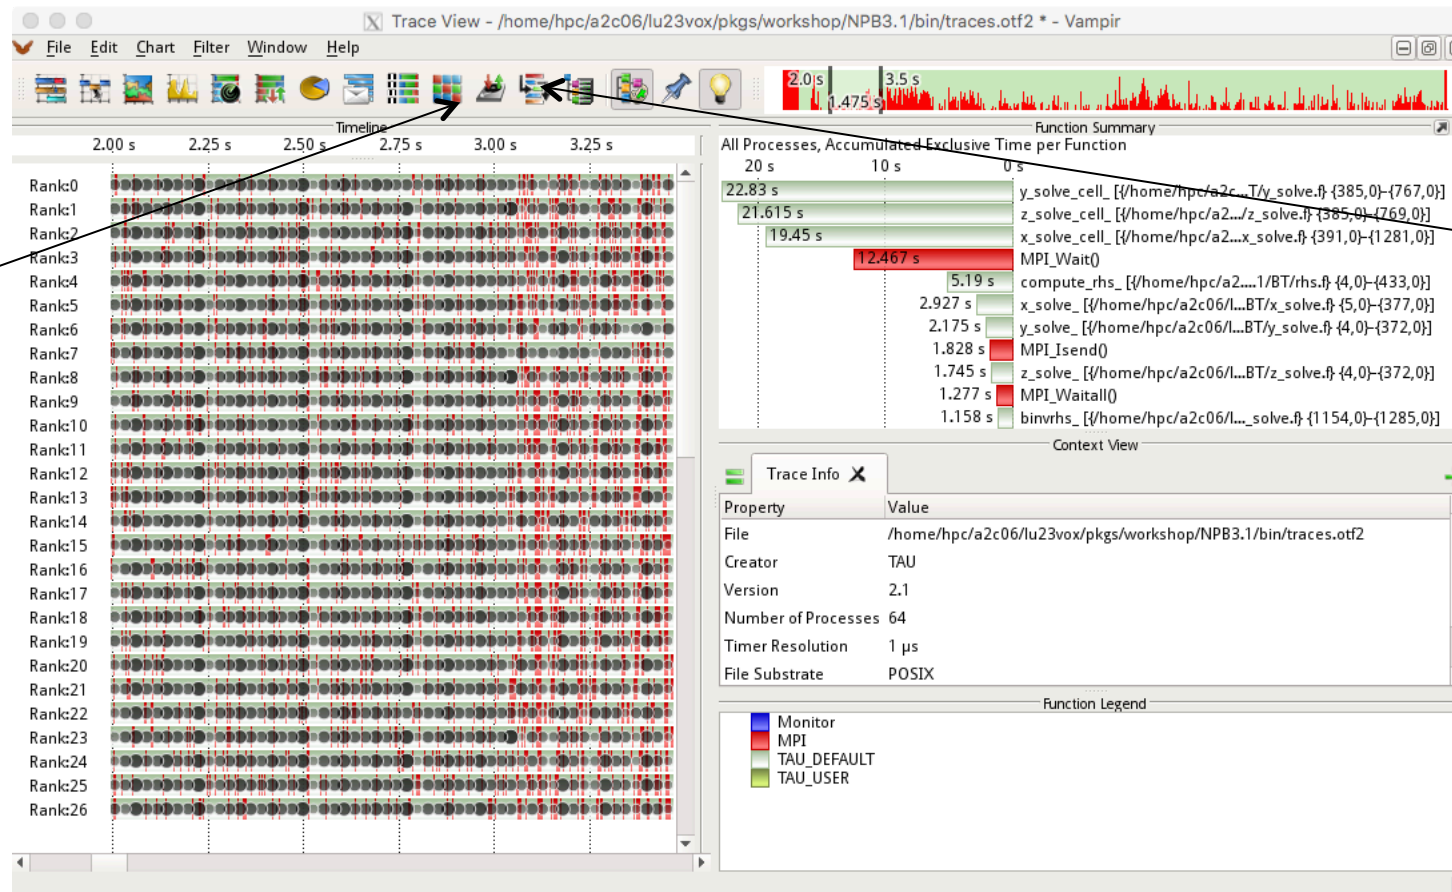 Trace View - /home/hpc/a2c06/lu23vox/pkgs/workshop/NPB3.1/bin/traces.otf2 * - Vampir
File Edit Chart Filter Window Help
2.0 s 3.5 s
1.475 s
Timeline
2.00 s 2.25 s 2.50 s 2.75 s 3.00 s 3.25 s
Rank:0
Rank:1
Rank:2
Rank:3
Rank:4
Rank:5
Rank:6
Rank:7
Rank:8
Rank:9
Rank:10
Rank:11
Rank:12
Rank:13
Rank:14
Rank:15
Rank:16
Rank:17
Rank:18
Rank:19
Rank:20
Rank:21
Rank:22
Rank:23
Rank:24
Rank:25
Rank:26
Function Summary
All Processes, Accumulated Exclusive Time per Function
20 s 10 s 0 s
22.83 s y_solve_cell_ [{/home/hpc/a2c...T/y_solve.f} {385,0}-{767,0}]
21.615 s z_solve_cell_ [{/home/hpc/a2.../z_solve.f} {385,0}-{769,0}]
19.45 s x_solve_cell_ [{/home/hpc/a2...x_solve.f} {391,0}-{1281,0}]
12.467 s MPI_Wait()
5.19 s compute_rhs_ [{/home/hpc/a2....1/BT/rhs.f} {4,0}-{433,0}]
2.927 s x_solve_ [{/home/hpc/a2c06/l...BT/x_solve.f} {5,0}-{377,0}]
2.175 s y_solve_ [{/home/hpc/a2c06/l...BT/y_solve.f} {4,0}-{372,0}]
1.828 s MPI_Isend()
1.745 s z_solve_ [{/home/hpc/a2c06/l...BT/z_solve.f} {4,0}-{372,0}]
1.277 s MPI_Waitall()
1.158 s binvrhs_ [{/home/hpc/a2c06/l..._solve.f} {1154,0}-{1285,0}]
Context View
Trace Info
Property Value
File /home/hpc/a2c06/lu23vox/pkgs/workshop/NPB3.1/bin/traces.otf2
Creator TAU
Version 2.1
Number of Processes 64
Timer Resolution 1 µs
File Substrate POSIX
Function Legend
Monitor
MPI
TAU_DEFAULT
TAU_USER